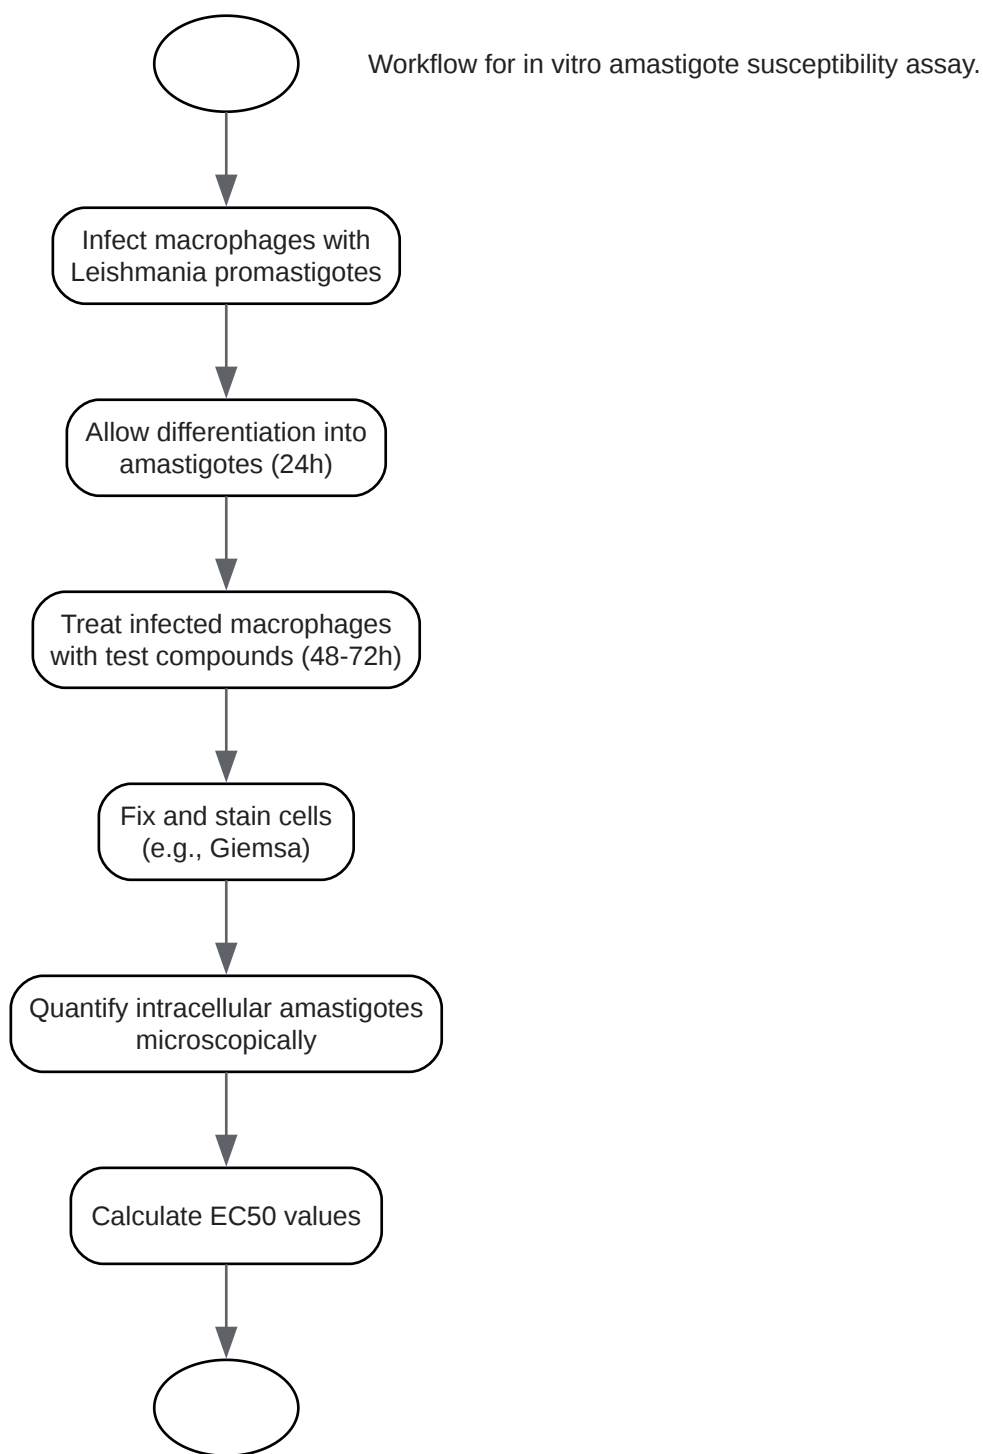 Workflow for in vitro amastigote susceptibility assay.
Infect macrophages with
Leishmania promastigotes
Allow differentiation into
amastigotes (24h)
Treat infected macrophages
with test compounds (48-72h)
Fix and stain cells
(e.g., Giemsa)
Quantify intracellular amastigotes
microscopically
Calculate EC50 values